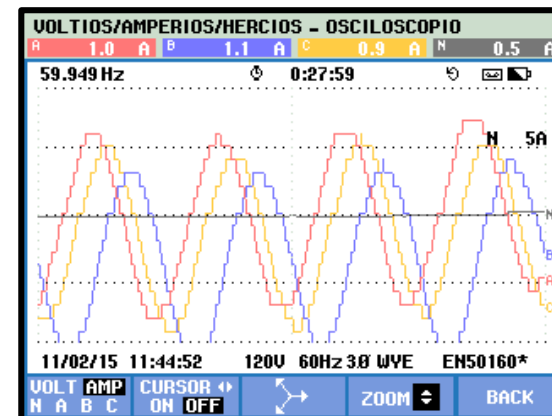 VOLTIOS/AMPERIOS/HERCIOS – OSCILOSCOPIO
A 1.0 A B 1.1 A C 0.9 A N 0.5 A
59.949 Hz 0:27:59
N 5A
N
B
A
C
11/02/15 11:44:52 120V 60Hz 3.Ø WYE EN50160*
VOLT AMP CURSOR ZOOM BACK
N A B C ON OFF